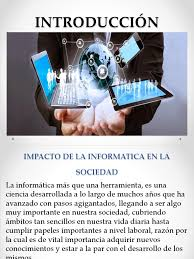 INTRODUCCIÓN
IMPACTO DE LA INFORMATICA EN LA
SOCIEDAD
La informática más que una herramienta, es una
ciencia desarrollada a lo largo de muchos años que ha
avanzado con pasos agigantados, llegando a ser algo
muy importante en nuestra sociedad, cubriendo
ámbitos tan sencillos en nuestra vida diaria hasta
cumplir papeles importantes a nivel laboral, razón por
la cual es de vital importancia adquirir nuevos
conocimientos y estar a la par con el desarrollo de los
mismos